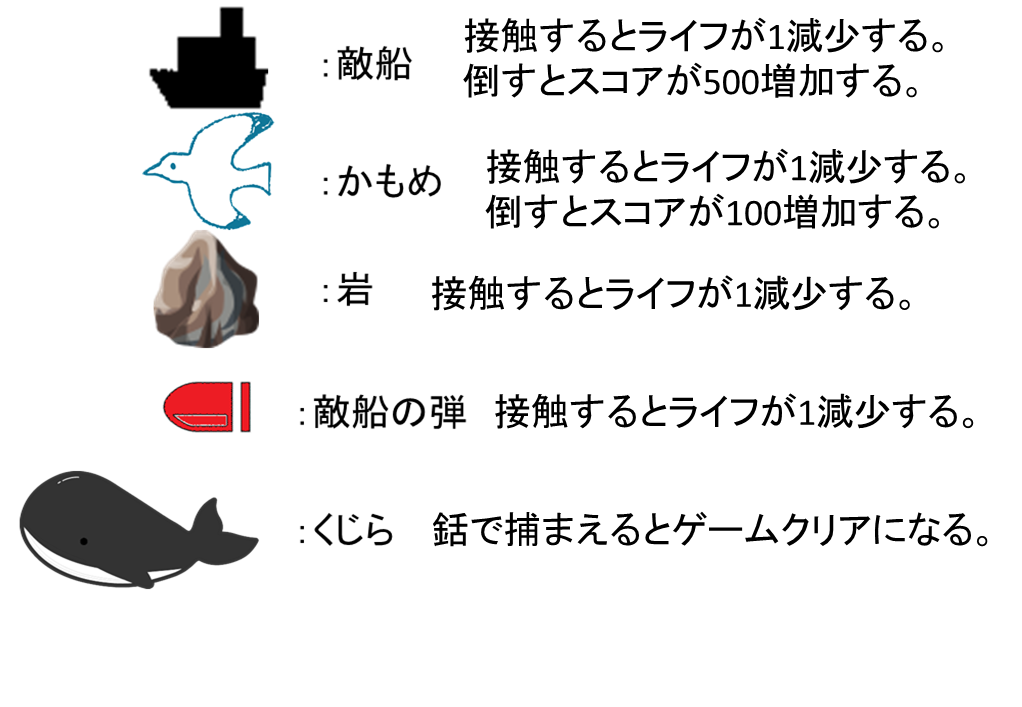 ：敵船　接触するとライフが1減少する。
倒すとスコアが500増加する。
：かもめ　接触するとライフが1減少する。
倒すとスコアが100増加する。
：岩　接触するとライフが1減少する。
：敵船の弾　接触するとライフが1減少する。
：くじら　銛で捕まえるとゲームクリアになる。